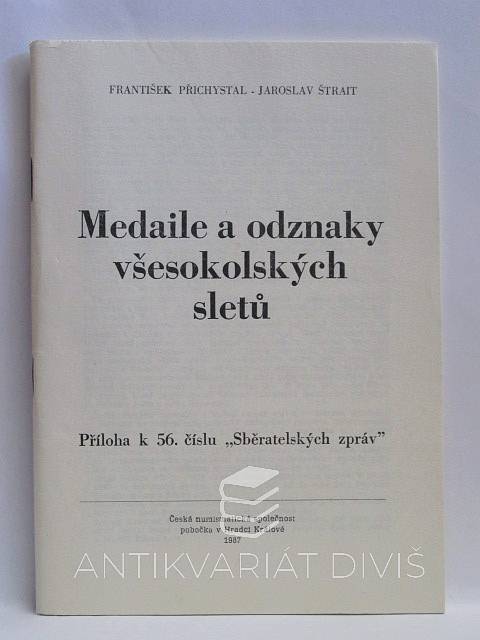 FRANTIŠEK PŘICHYSTAL - JAROSLAV ŠTRAIT
Medaile a odznaky
všesokolských
sletů
Příloha k 56. číslu „Sběratelských zpráv”
Česká numismatická společnost
pobočka v Hradci Králové
1987
ANTIKVARIÁT DIVIŠ